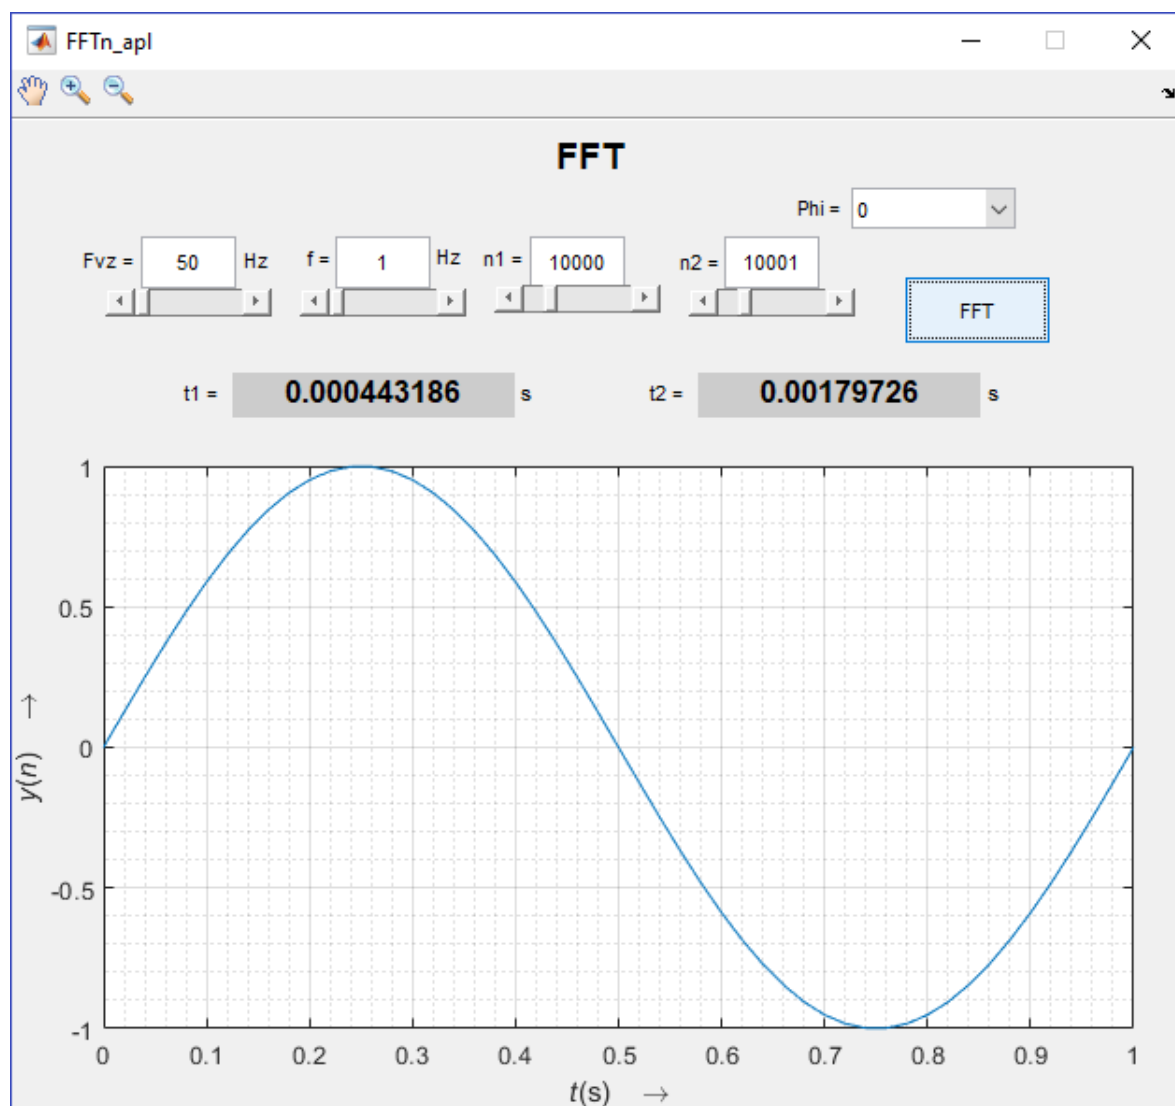 FFTn_apl
FFT
Phi = 0
Fvz = 50 Hz f = 1 Hz n1 = 10000 n2 = 10001
FFT
t1 = 0.000443186 s t2 = 0.00179726 s
1
0.5
0
-0.5
-1
y(n) →
0 0.1 0.2 0.3 0.4 0.5 0.6 0.7 0.8 0.9 1
t(s) →